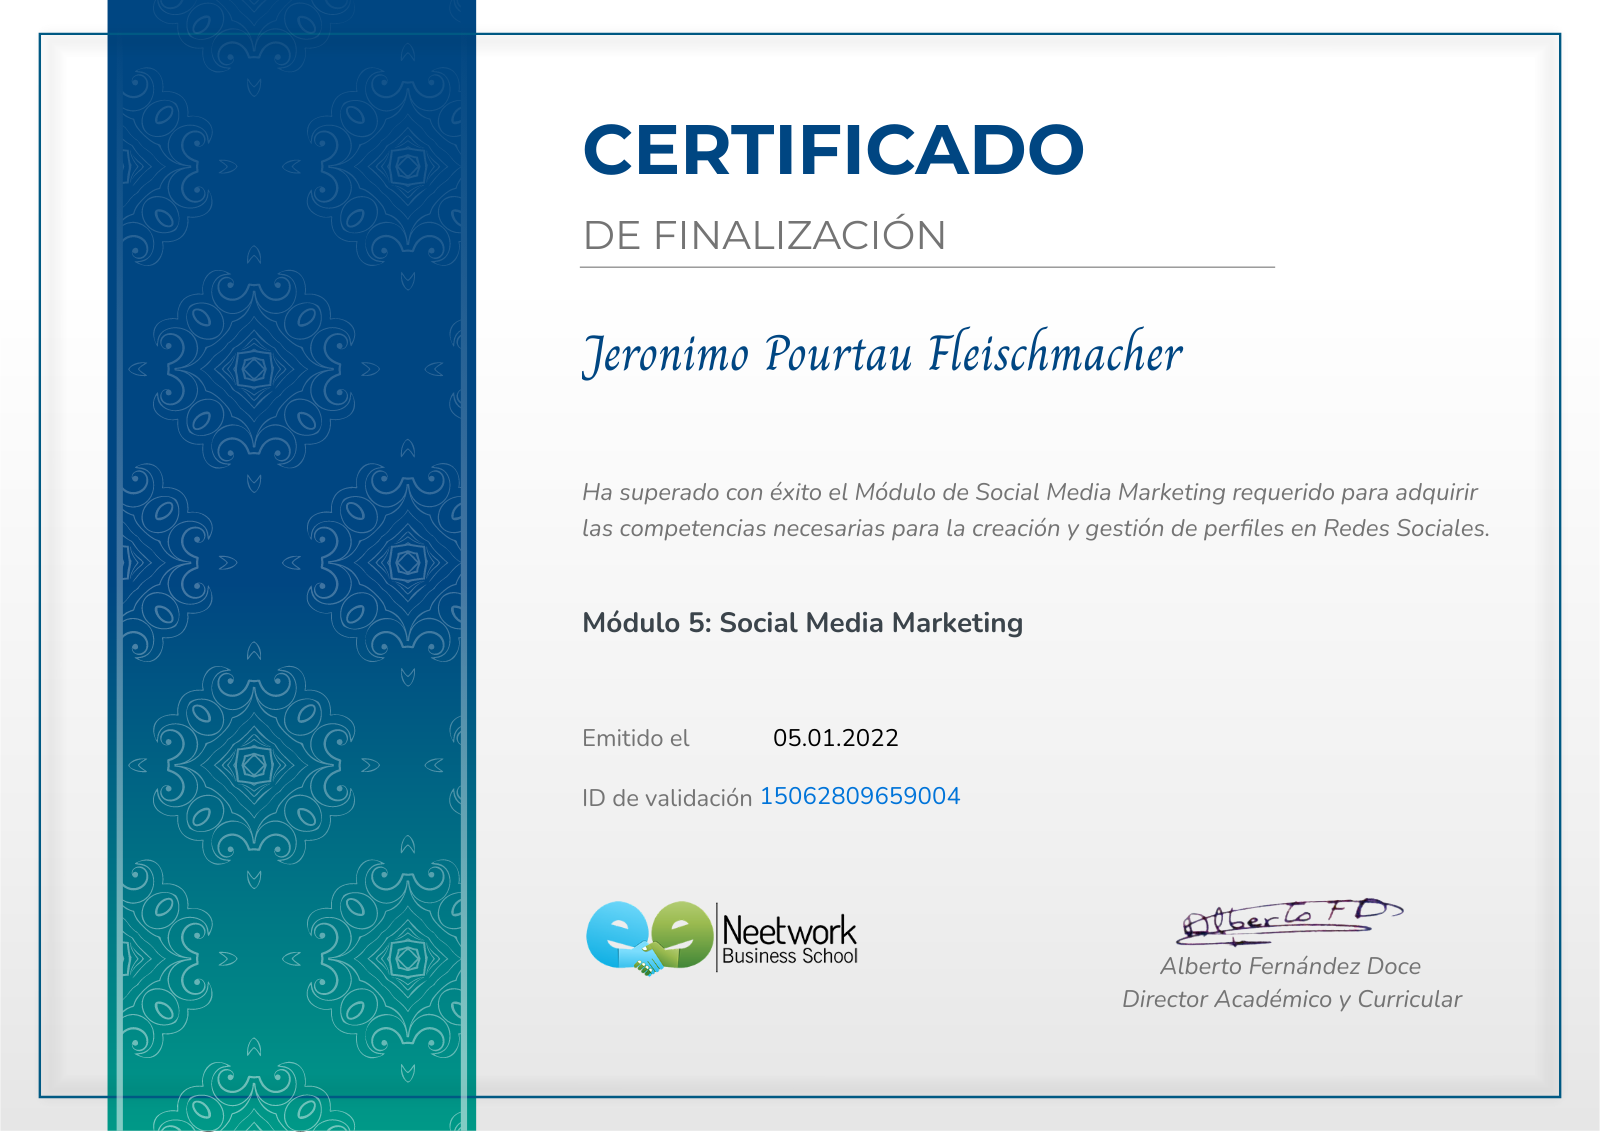 CERTIFICADO
DE FINALIZACIÓN
Jeronimo Pourtau Fleischmacher
Ha superado con éxito el Módulo de Social Media Marketing requerido para adquirir
las competencias necesarias para la creación y gestión de perfiles en Redes Sociales.
Módulo 5: Social Media Marketing
Emitido el 05.01.2022
ID de validación 15062809659004
ee Neetwork
Business School
Alberto F D
Alberto Fernández Doce
Director Académico y Curricular